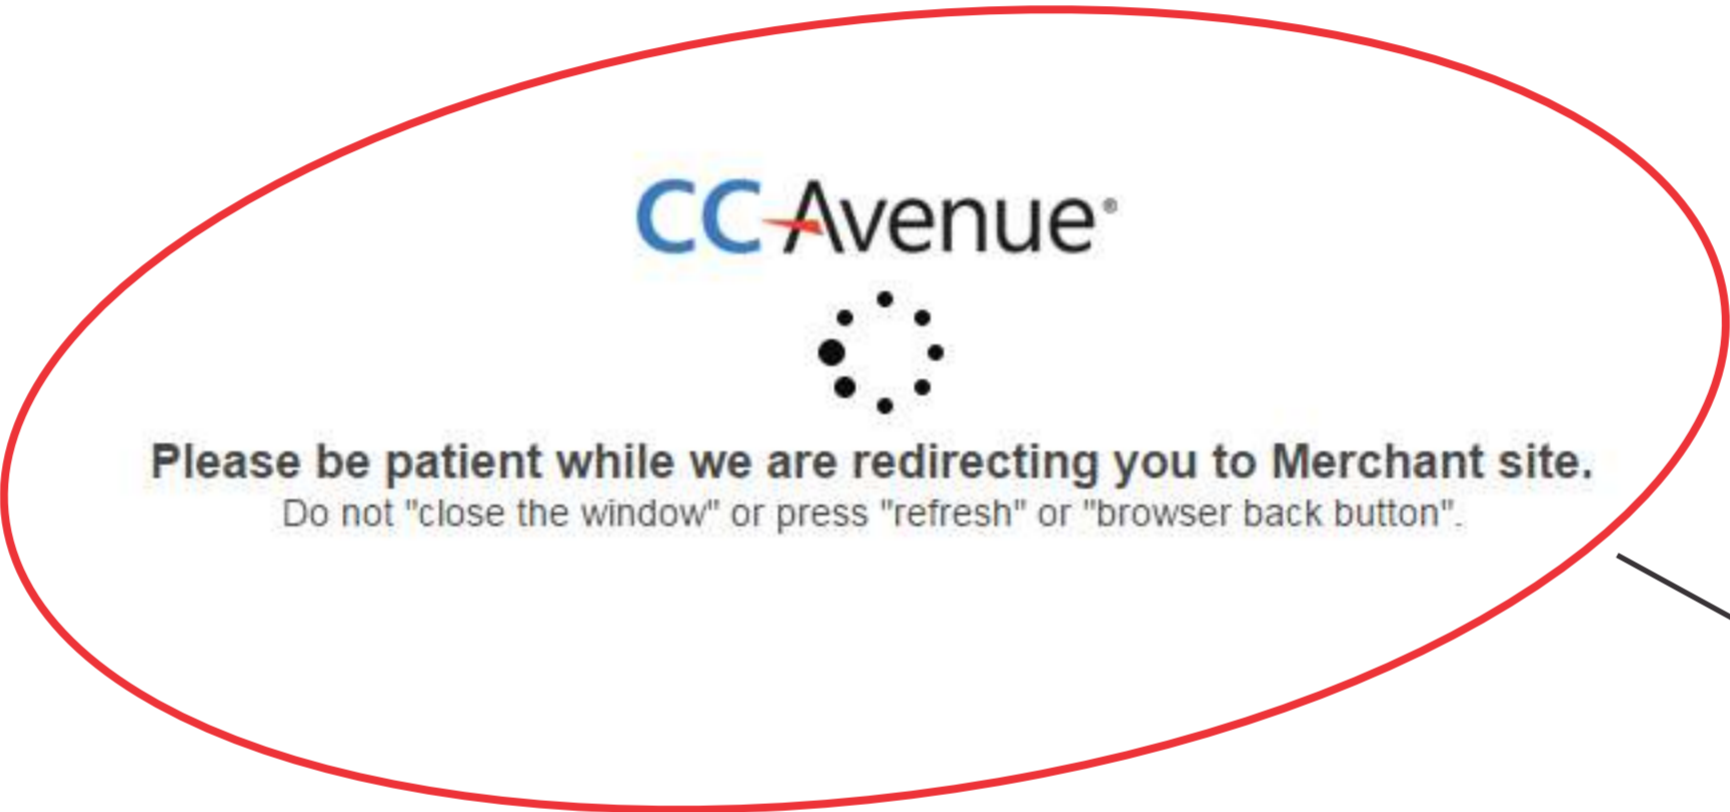 CCAvenue®
Please be patient while we are redirecting you to Merchant site.
Do not "close the window" or press "refresh" or "browser back button".